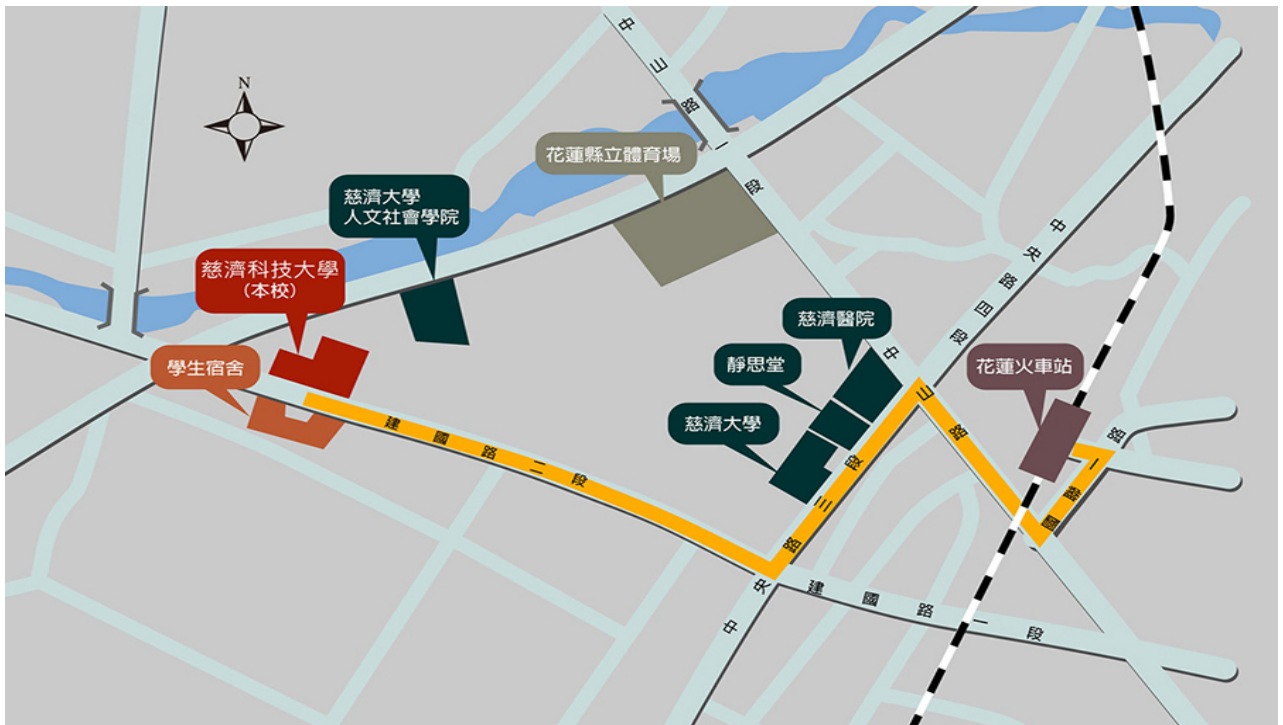 N
中山路一段
花蓮縣立體育場
慈濟大學
人文社會學院
慈濟科技大學
(本校)
學生宿舍
中央路四段
慈濟醫院
靜思堂
慈濟大學
花蓮火車站
中山路
國聯一路
建國路二段
中央路三段
建國路一段